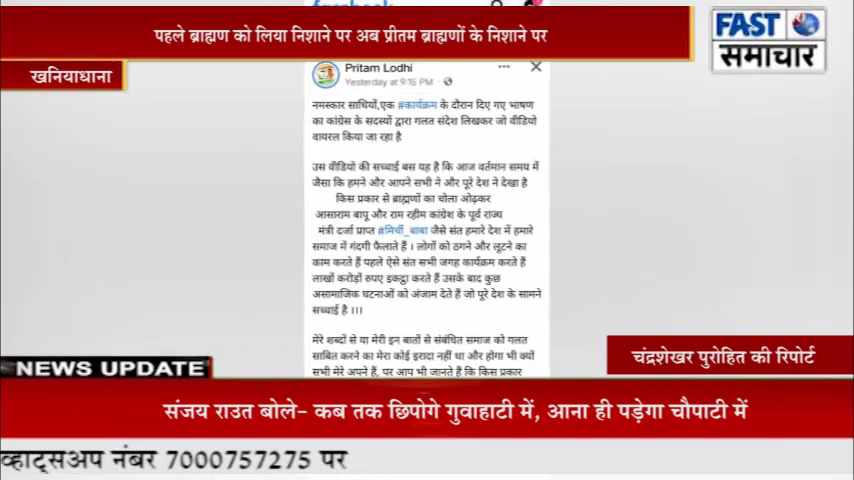 पहले ब्राह्मण को लिया निशाने पर अब प्रीतम ब्राह्मणों के निशाने पर
FAST
समाचार
खनियाधाना
Pritam Lodhi
Yesterday at 9:15 PM
नमस्कार साथियों,एक #कार्यक्रम के दौरान दिए गए भाषण
का कांग्रेस के सदस्यों द्वारा गलत संदेश लिखकर जो वीडियो
वायरल किया जा रहा है
उस वीडियो की सच्चाई बस यह है कि आज वर्तमान समय में
जैसा कि हमने और आपने सभी ने और पूरे देश ने देखा है
किस प्रकार से ब्राह्मणों का चोला ओढ़कर
आसाराम बापू और राम रहीम कांग्रेश के पूर्व राज्य
मंत्री दर्जा प्राप्त #मिर्ची_बाबा जैसे संत हमारे देश में हमारे
समाज में गंदगी फैलाते हैं । लोगों को ठगने और लूटने का
काम करते हैं पहले ऐसे संत सभी जगह कार्यक्रम करते हैं
लाखों करोड़ों रुपए इकट्ठा करते हैं उसके बाद कुछ
असामाजिक घटनाओं को अंजाम देते हैं जो पूरे देश के सामने
सच्चाई है ।।।
मेरे शब्दों से या मेरी इन बातों से संबंधित समाज को गलत
साबित करने का मेरा कोई इरादा नहीं था और होगा भी क्यों
सभी मेरे अपने हैं, पर आप भी जानते हैं कि किस प्रकार
चंद्रशेखर पुरोहित की रिपोर्ट
NEWS UPDATE
संजय राउत बोले- कब तक छिपोगे गुवाहाटी में, आना ही पड़ेगा चौपाटी में
व्हाट्सअप नंबर 7000757275 पर